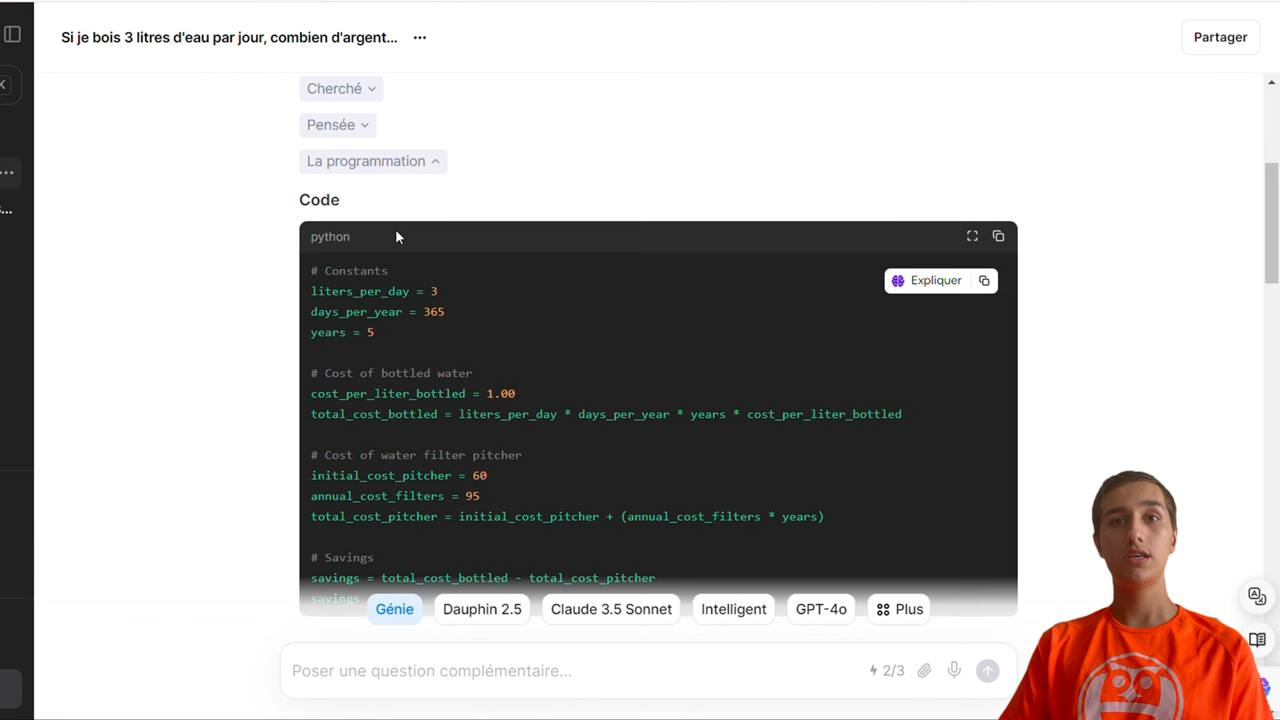 Si je bois 3 litres d'eau par jour, combien d'argent... ...
Partager
K
Cherché
Pensée
La programmation
Code
python
Expliquer
# Constants
liters_per_day = 3
days_per_year = 365
years = 5
# Cost of bottled water
cost_per_liter_bottled = 1.00
total_cost_bottled = liters_per_day * days_per_year * years * cost_per_liter_bottled
# Cost of water filter pitcher
initial_cost_pitcher = 60
annual_cost_filters = 95
total_cost_pitcher = initial_cost_pitcher + (annual_cost_filters * years)
# Savings
savings = total_cost_bottled - total_cost_pitcher
savings
Génie
Dauphin 2.5
Claude 3.5 Sonnet
Intelligent
GPT-4o
Plus
Poser une question complémentaire...
2/3